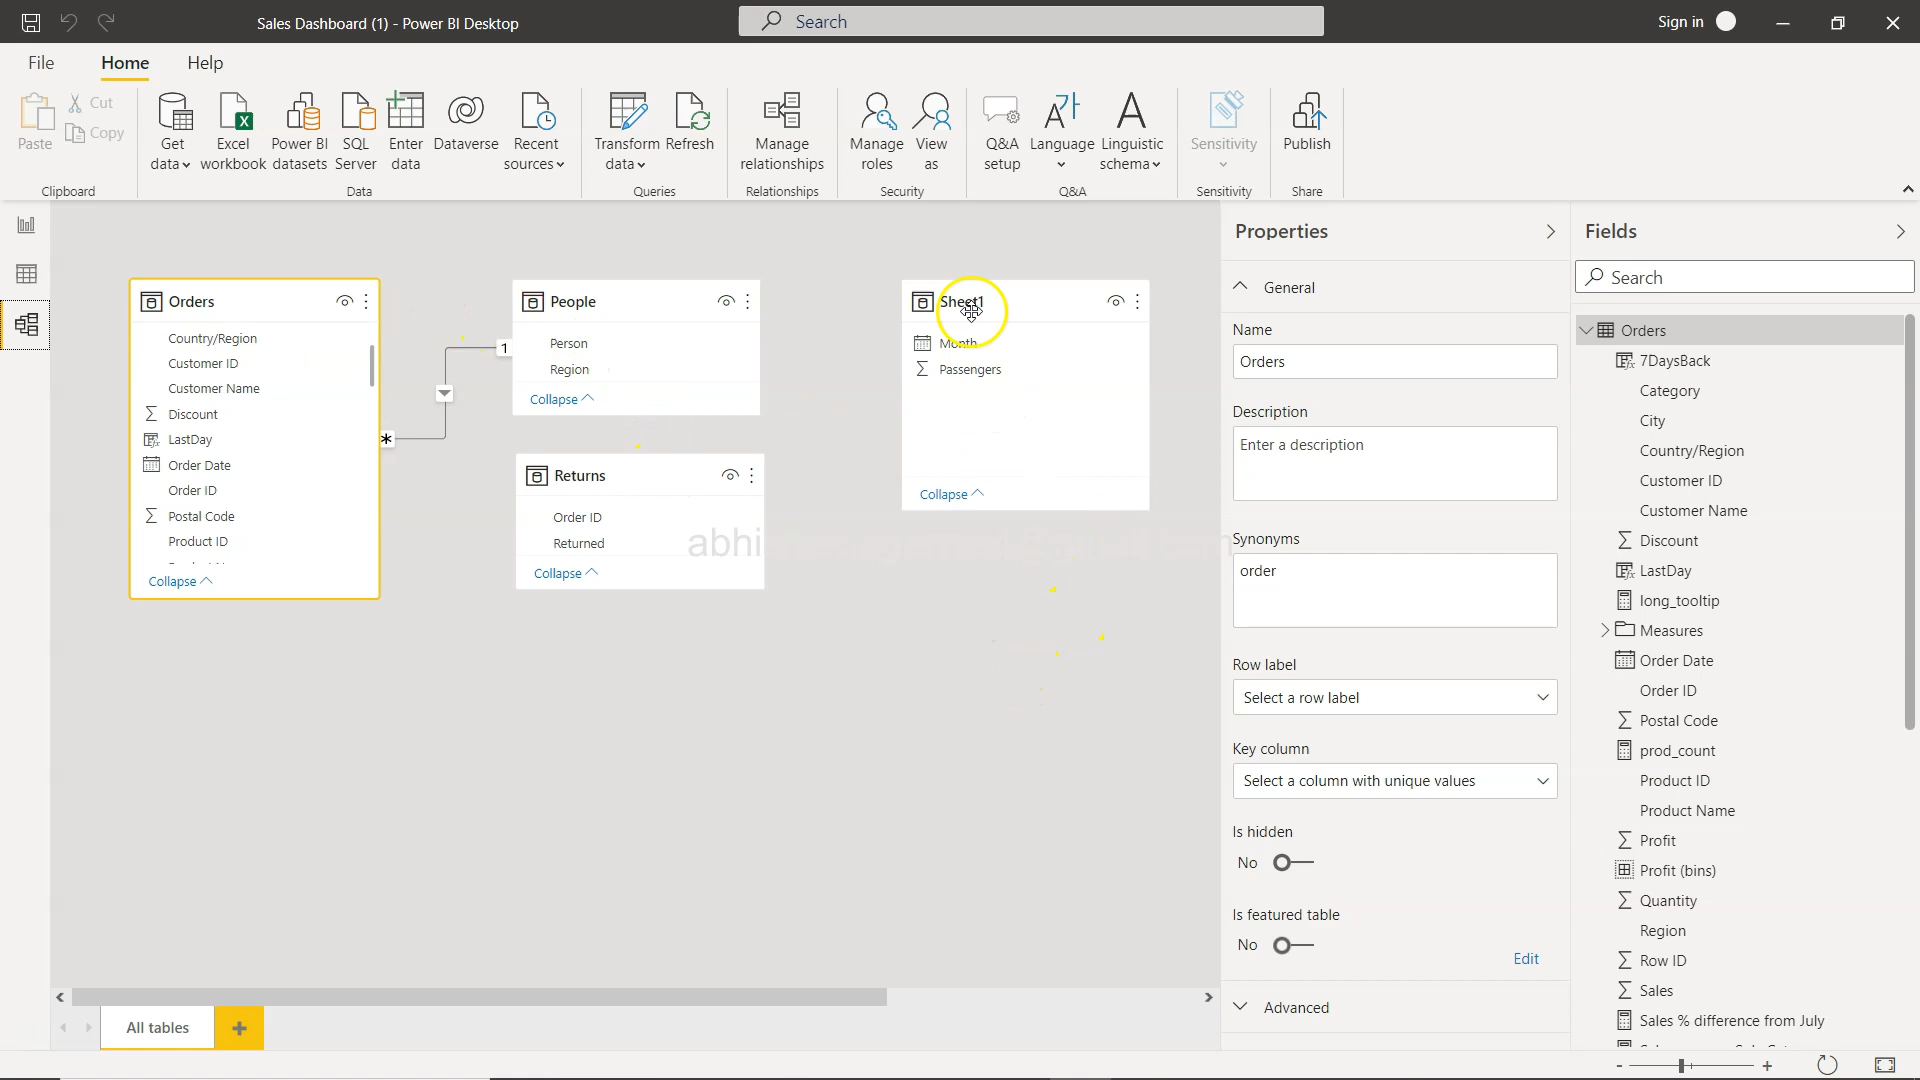 Sales Dashboard (1) - Power BI Desktop
Search
Sign in
File
Home
Help
Paste
Cut
Copy
Clipboard
Get data
Excel workbook
Power BI datasets
SQL Server
Enter data
Dataverse
Recent sources
Data
Transform data
Refresh
Queries
Manage relationships
Relationships
Manage roles
View as
Security
Q&A setup
Language
Linguistic schema
Q&A
Sensitivity
Sensitivity
Publish
Share
Orders
Country/Region
Customer ID
Customer Name
Discount
LastDay
Order Date
Order ID
Postal Code
Product ID
Collapse
1
*
People
Person
Region
Collapse
Returns
Order ID
Returned
Collapse
Sheet1
Month
Passengers
Collapse
Properties
General
Name
Orders
Description
Enter a description
Synonyms
order
Row label
Select a row label
Key column
Select a column with unique values
Is hidden
No
Is featured table
No
Edit
Advanced
Fields
Search
Orders
7DaysBack
Category
City
Country/Region
Customer ID
Customer Name
Discount
LastDay
long_tooltip
Measures
Order Date
Order ID
Postal Code
prod_count
Product ID
Product Name
Profit
Profit (bins)
Quantity
Region
Row ID
Sales
Sales % difference from July
All tables